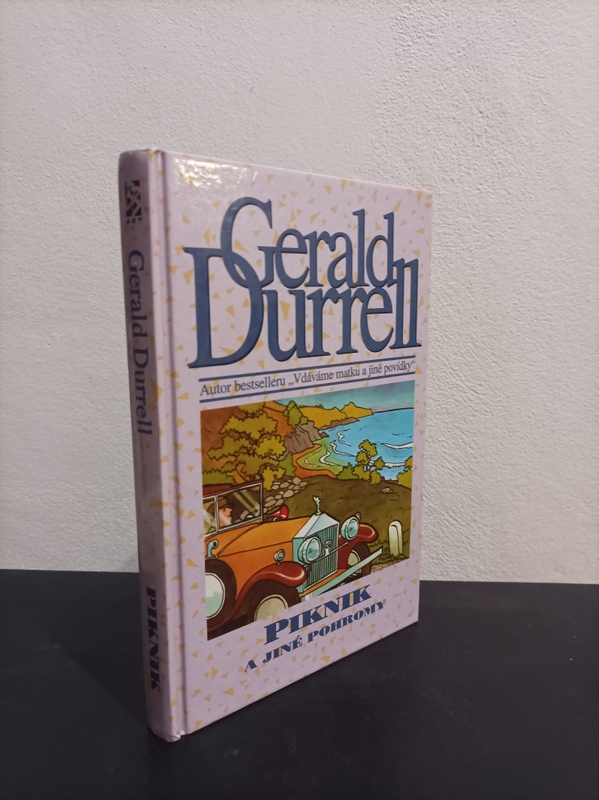 Gerald Durrell
PIKNIK
Gerald
Durrell
Autor bestselleru „Vdáváme matku a jiné povídky“
PIKNIK
A JINÉ POHROMY